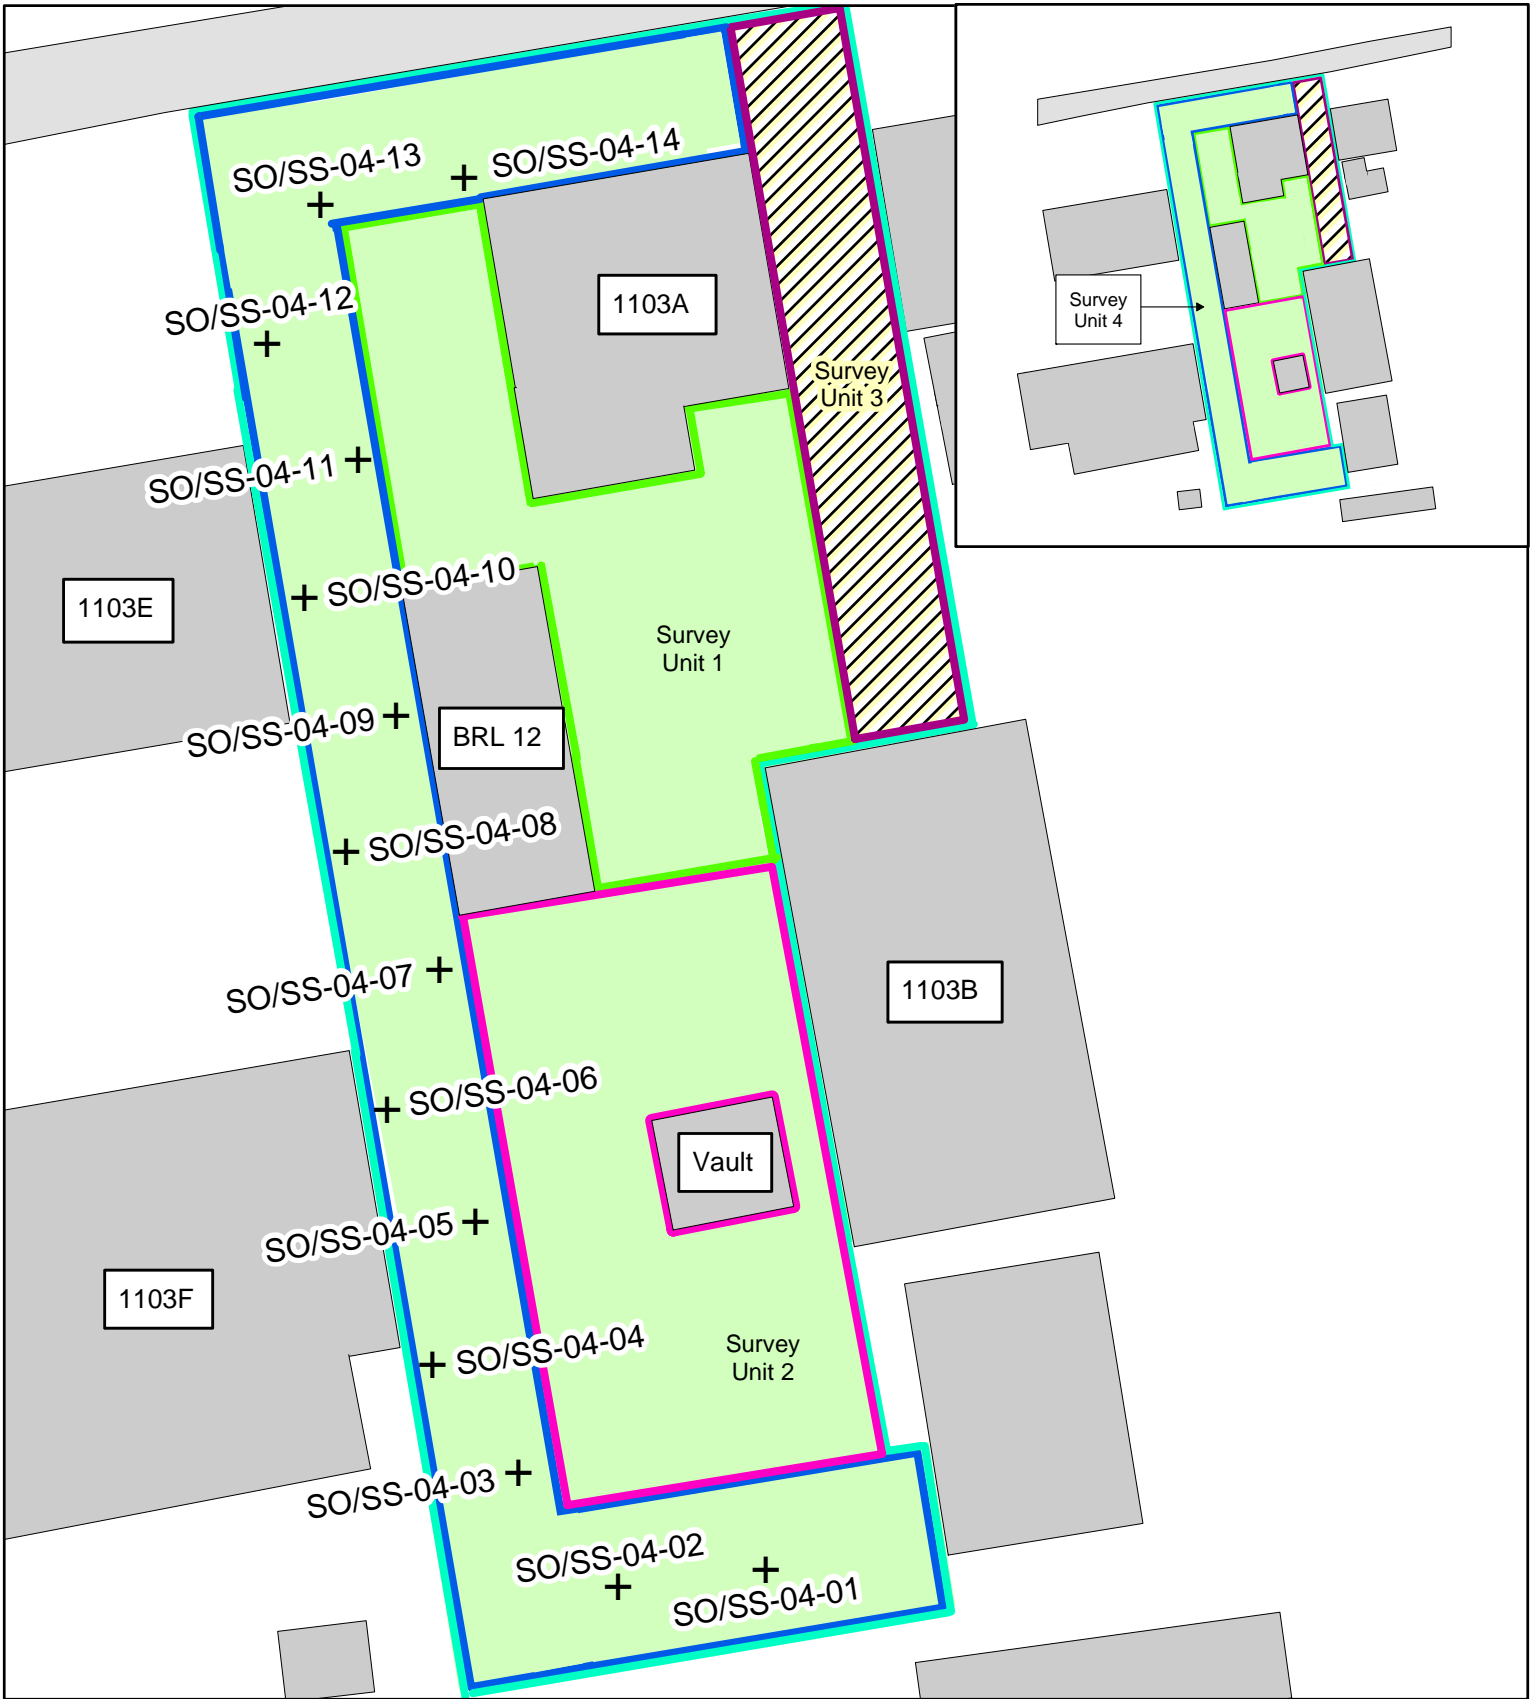 SO/SS-04-13
SO/SS-04-14
SO/SS-04-12
1103A
Survey
Unit 3
Survey
Unit 4
SO/SS-04-11
SO/SS-04-10
1103E
Survey
Unit 1
SO/SS-04-09
BRL 12
SO/SS-04-08
SO/SS-04-07
1103B
SO/SS-04-06
Vault
SO/SS-04-05
1103F
SO/SS-04-04
Survey
Unit 2
SO/SS-04-03
SO/SS-04-02
SO/SS-04-01